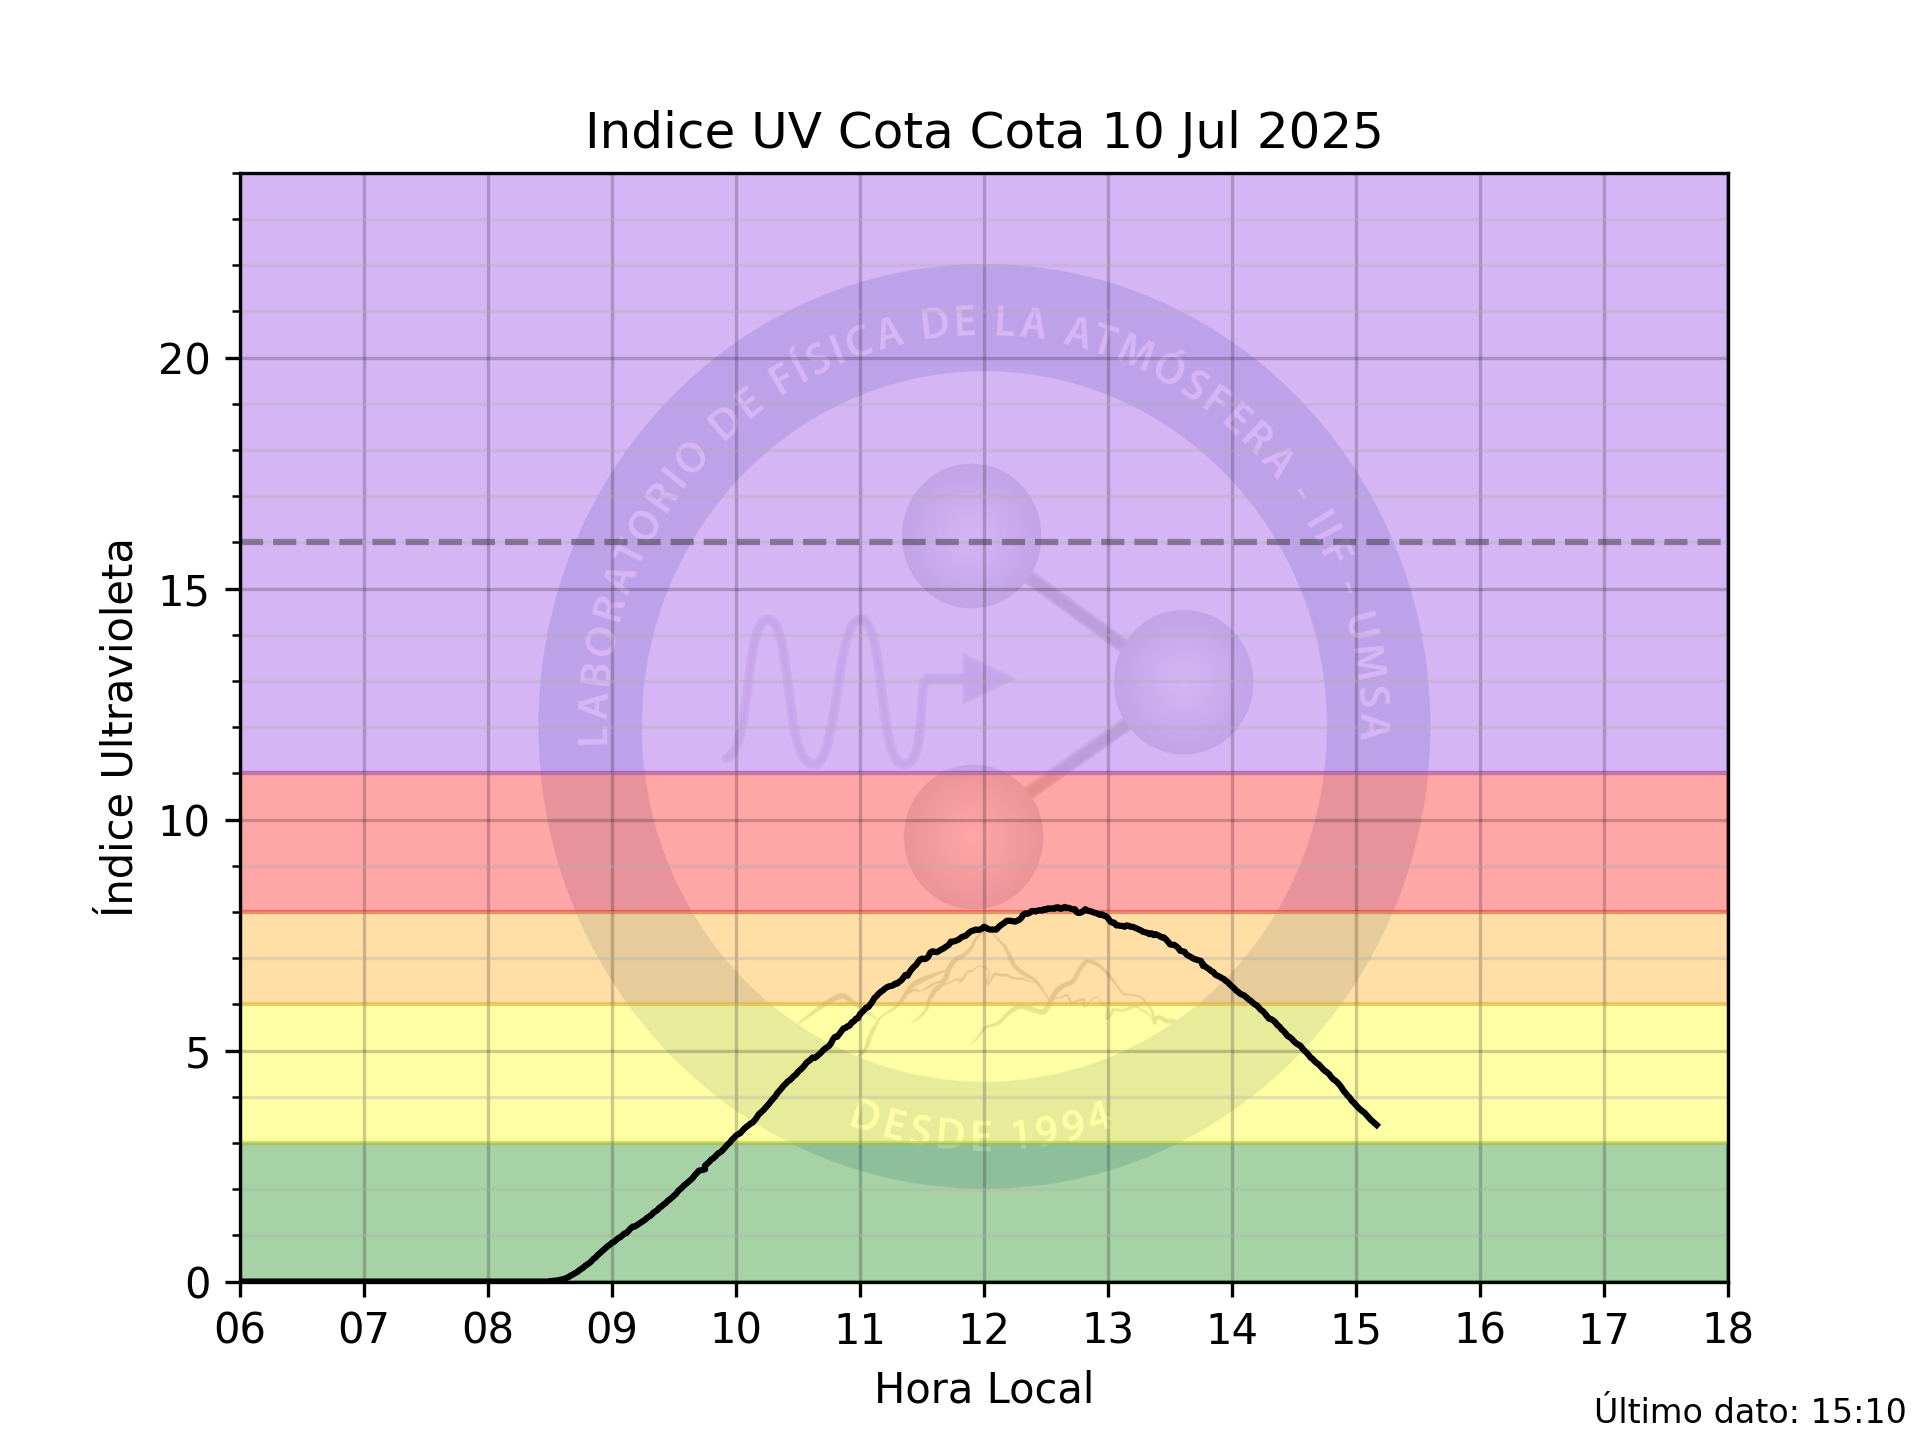 Indice UV Cota Cota 10 Jul 2025
LABORATORIO DE FÍSICA DE LA ATMÓSFERA - IIF - UMSA
DESDE 1994
Índice Ultravioleta
20
15
10
5
0
06 07 08 09 10 11 12 13 14 15 16 17 18
Hora Local
Último dato: 15:10